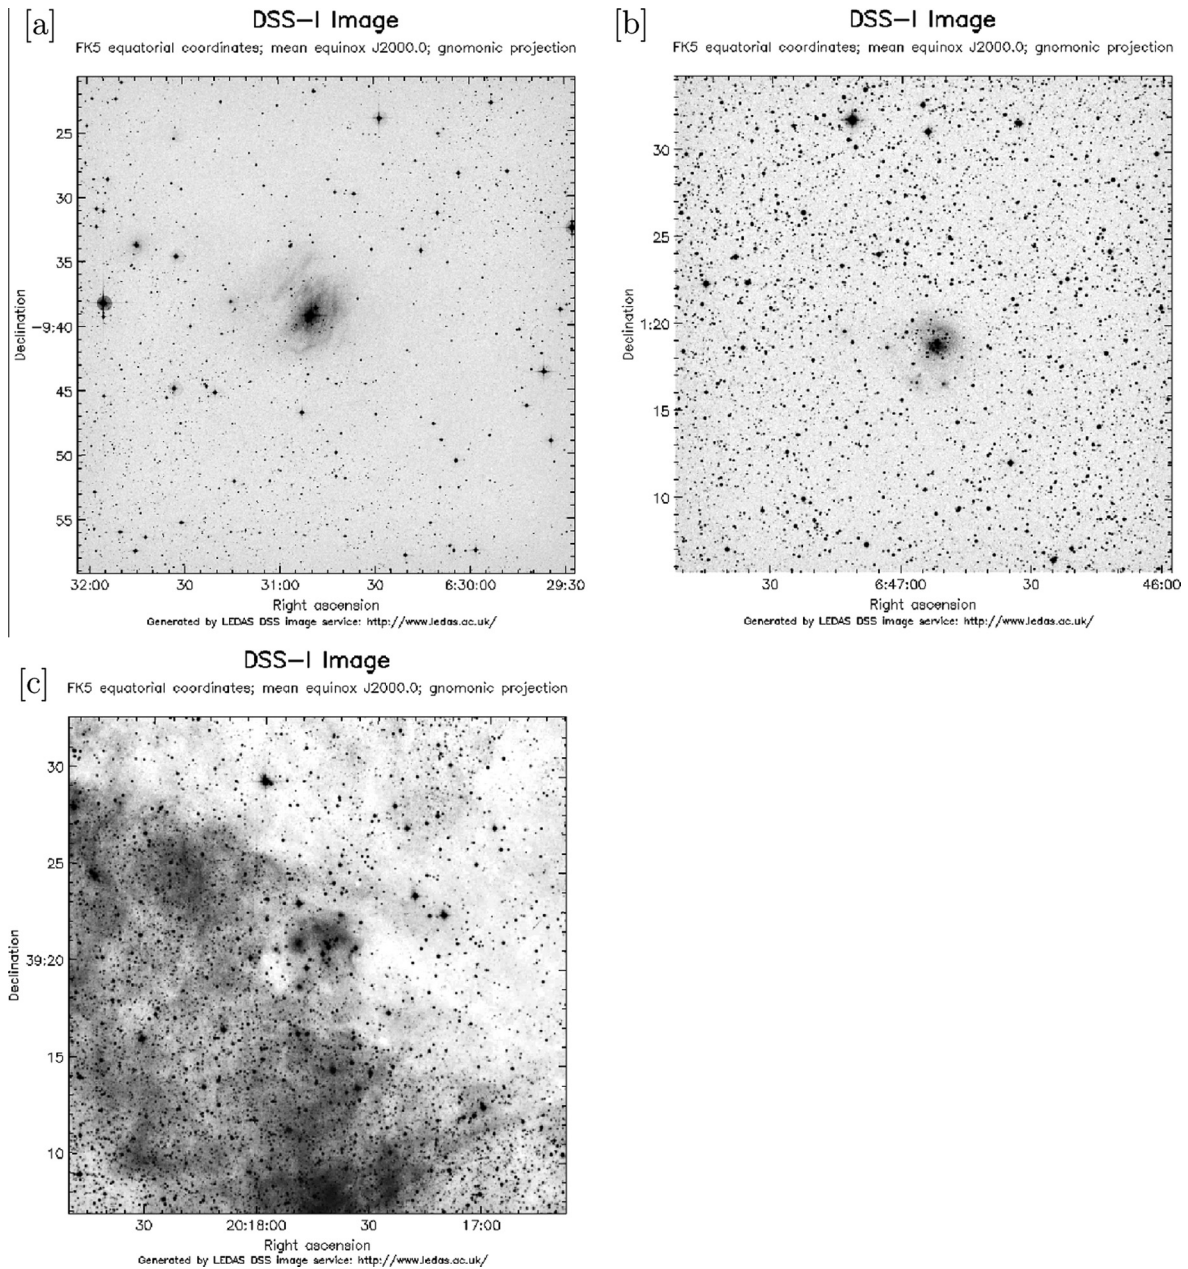 [a]
DSS-I Image
FK5 equatorial coordinates; mean equinox J2000.0; gnomonic projection
25
30
35
-9:40
45
50
55
Declination
32:00 30 31:00 30 6:30:00 29:30
Right ascension
Generated by LEDAS DSS image service: http://www.ledas.ac.uk/
[b]
DSS-I Image
FK5 equatorial coordinates; mean equinox J2000.0; gnomonic projection
30
25
1:20
15
10
Declination
30 6:47:00 30 46:00
Right ascension
Generated by LEDAS DSS image service: http://www.ledas.ac.uk/
[c]
DSS-I Image
FK5 equatorial coordinates; mean equinox J2000.0; gnomonic projection
30
25
39:20
15
10
Declination
30 20:18:00 30 17:00
Right ascension
Generated by LEDAS DSS image service: http://www.ledas.ac.uk/